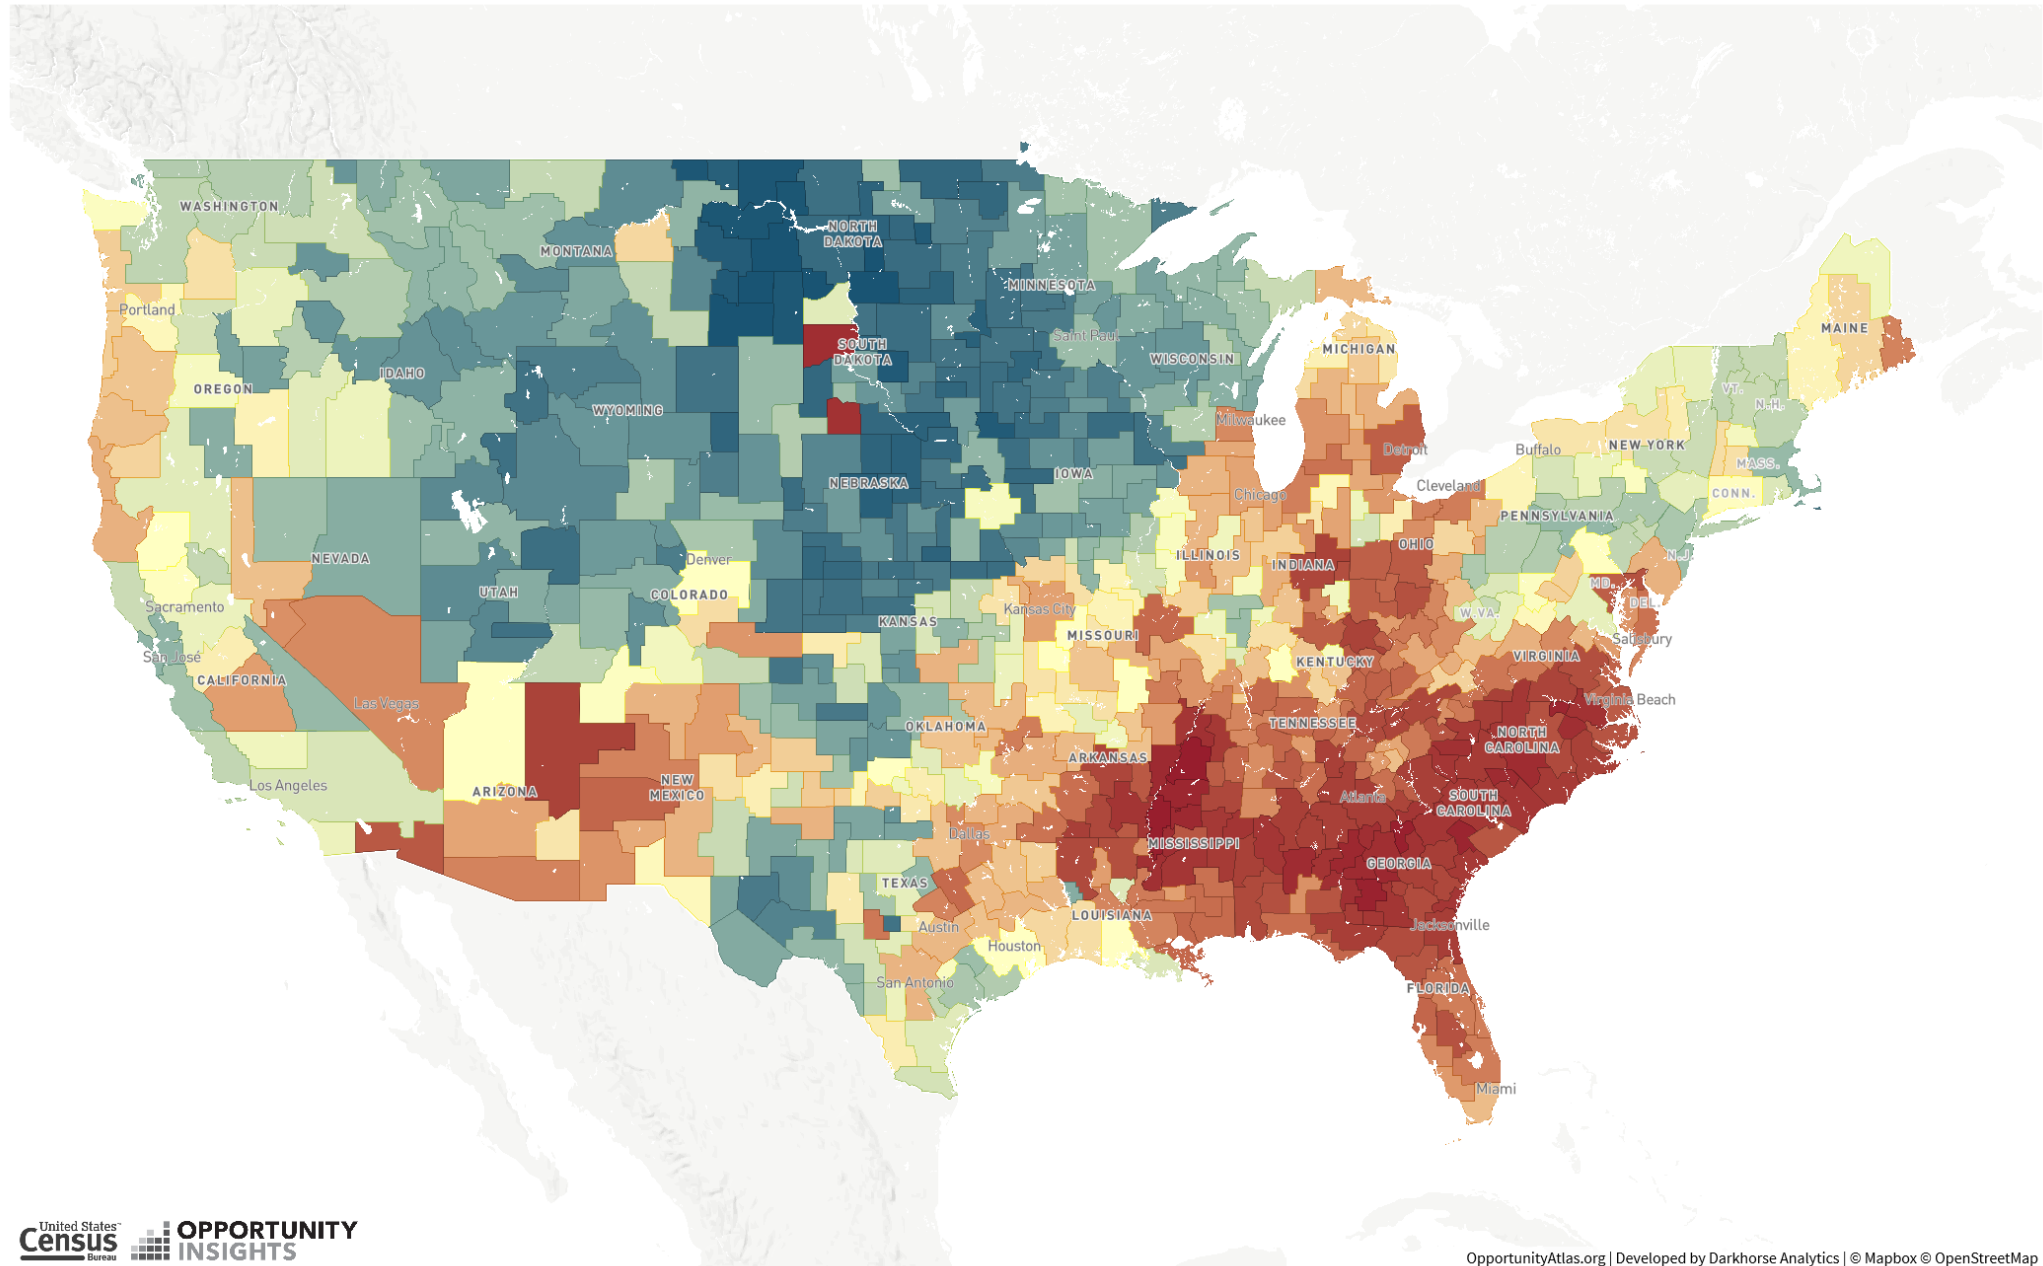 WASHINGTON
NORTH
DAKOTA
MONTANA
MINNESOTA
Portland
MAINE
Saint Paul
SOUTH
DAKOTA
WISCONSIN
MICHIGAN
IDAHO
OREGON
VT.
N.H.
WYOMING
Milwaukee
NEW YORK
Detroit
Buffalo
MASS.
IOWA
NEBRASKA
Cleveland
Chicago
CONN.
PENNSYLVANIA
OHIO
NEVADA
Denver
ILLINOIS
INDIANA
N.J.
UTAH
COLORADO
MD.
DEL.
Sacramento
Kansas City
W.VA.
KANSAS
MISSOURI
Salisbury
San José
KENTUCKY
VIRGINIA
CALIFORNIA
Las Vegas
Virginia Beach
OKLAHOMA
TENNESSEE
NORTH
CAROLINA
ARKANSAS
Los Angeles
ARIZONA
NEW
MEXICO
Atlanta
SOUTH
CAROLINA
Dallas
MISSISSIPPI
GEORGIA
TEXAS
LOUISIANA
Austin
Jacksonville
Houston
San Antonio
FLORIDA
Miami
United States™
Census
Bureau
OPPORTUNITY
INSIGHTS
OpportunityAtlas.org | Developed by Darkhorse Analytics | © Mapbox © OpenStreetMap